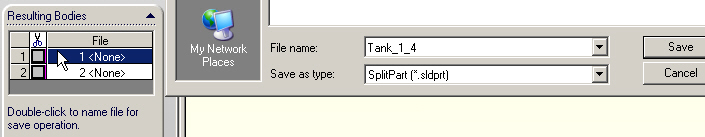 Resulting Bodies
File
1 1 <None>
2 2 <None>
Double-click to name file for
save operation.
My Network
Places
File name: Tank_1_4 Save
Save as type: SplitPart (*.sldprt) Cancel